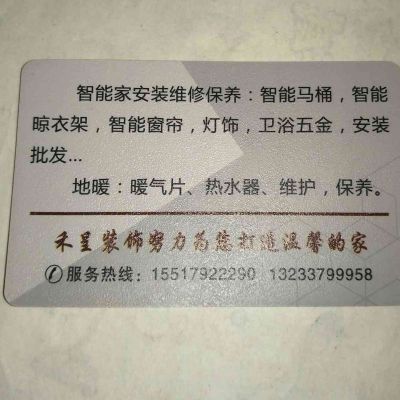 智能家安装维修保养：智能马桶，智能
晾衣架，智能窗帘，灯饰，卫浴五金，安装
批发...
地暖：暖气片、热水器、维护，保养。
禾呈装饰努力为您打造温馨的家
服务热线：15517922290 13233799958